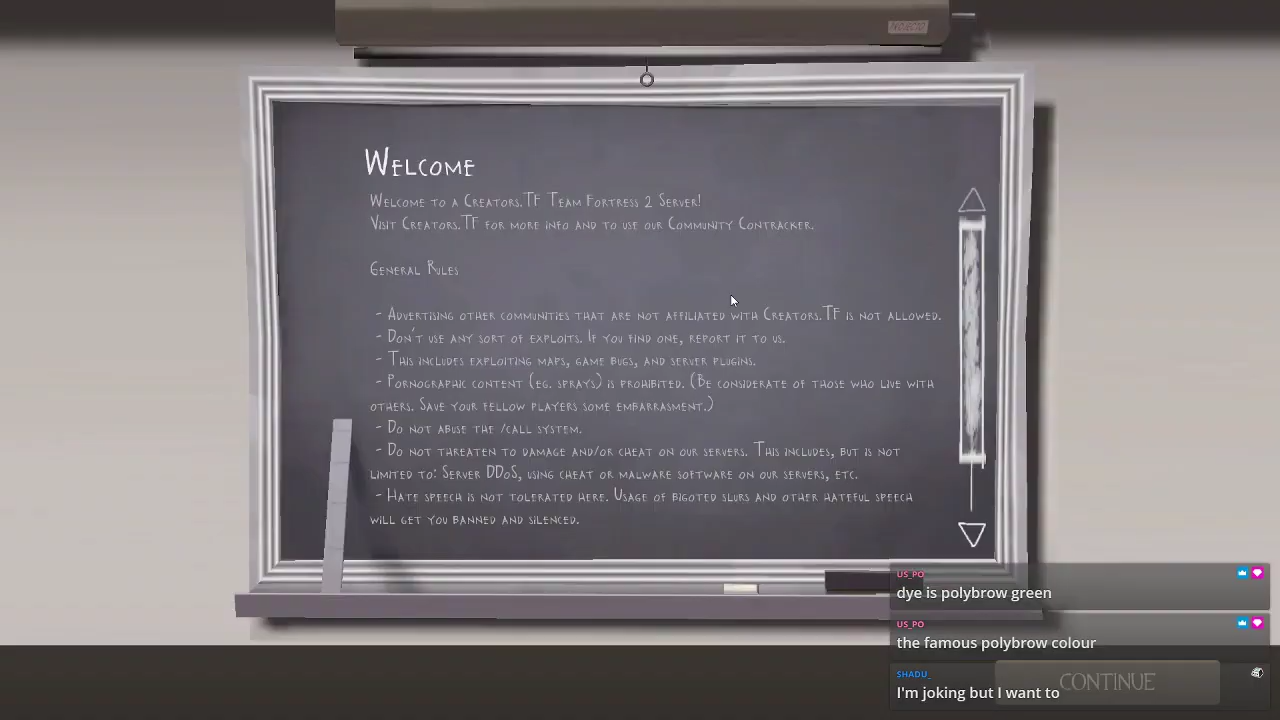 PROJECTO
Welcome
Welcome to a Creators.TF Team Fortress 2 Server!
Visit Creators.TF for more info and to use our Community Contracker.
General Rules
- Advertising other communities that are not affiliated with Creators.TF is not allowed.
- Don't use any sort of exploits. If you find one, report it to us.
- This includes exploiting maps, game bugs, and server plugins.
- Pornographic content (eg. sprays) is prohibited. (Be considerate of those who live with
others. Save your fellow players some embarrasment.)
- Do not abuse the /call system.
- Do not threaten to damage and/or cheat on our servers. This includes, but is not
limited to: Server DDoS, using cheat or malware software on our servers, etc.
- Hate speech is not tolerated here. Usage of bigoted slurs and other hateful speech
will get you banned and silenced.
US_PO
dye is polybrow green
US_PO
the famous polybrow colour
SHADU_
I'm joking but I want to
CONTINUE